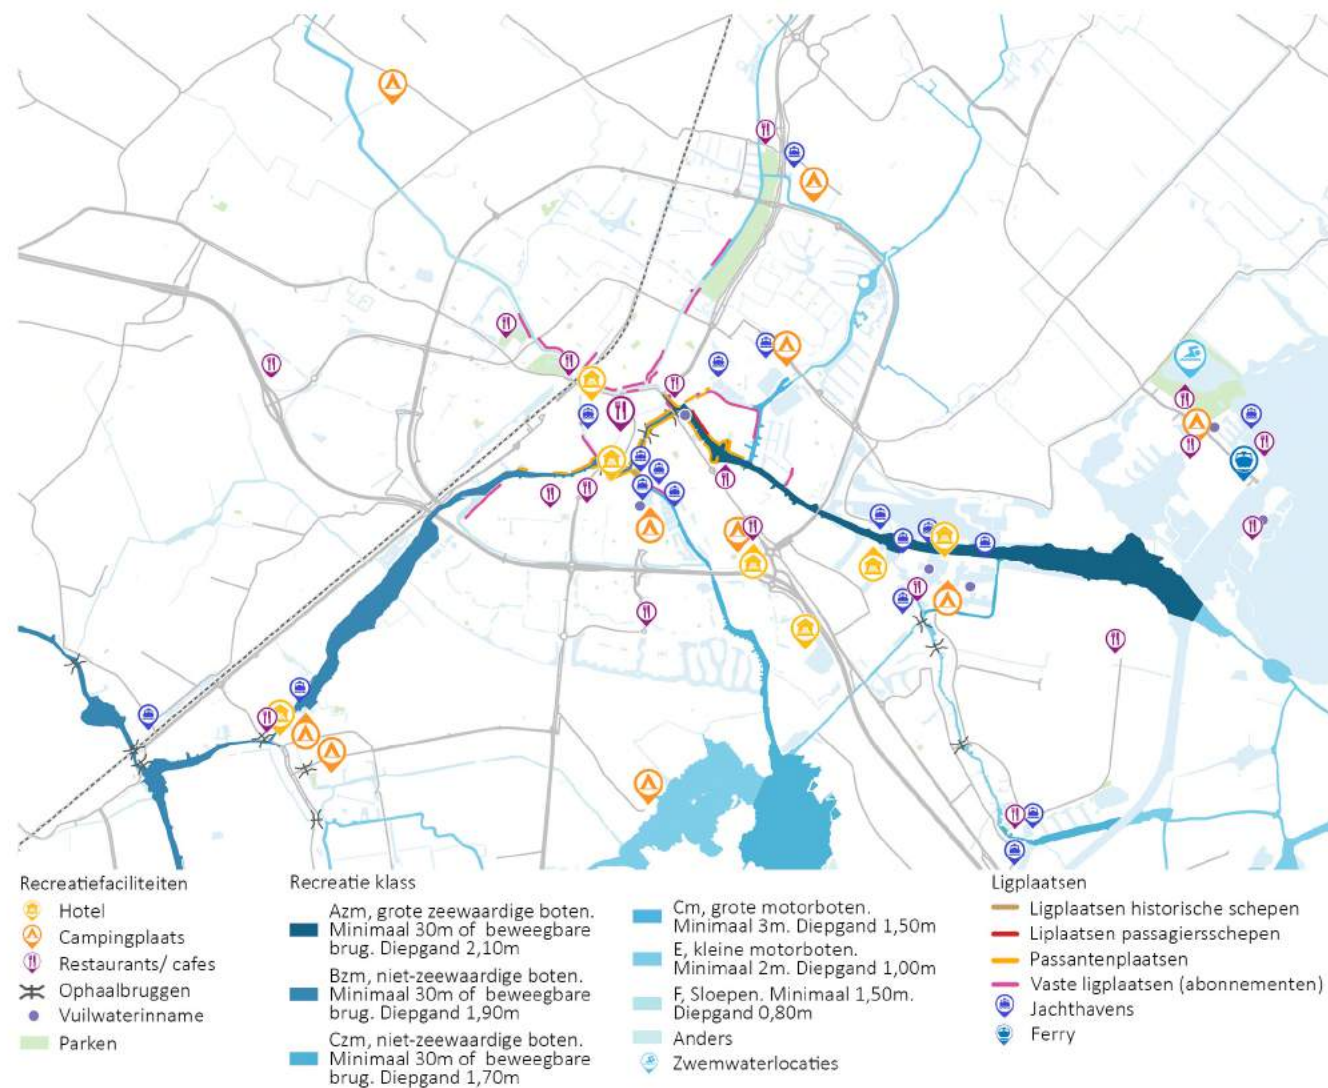 Recreatiefaciliteiten
Hotel
Campingplaats
Restaurants/ cafes
Ophaalbruggen
Vuilwaterinname
Parken
Recreatie klass
Azm, grote zeewaardige boten.
Minimaal 30m of  beweegbare
brug. Diepgand 2,10m
Bzm, niet-zeewaardige boten.
Minimaal 30m of  beweegbare
brug. Diepgand 1,90m
Czm, niet-zeewaardige boten.
Minimaal 30m of  beweegbare
brug. Diepgand 1,70m
Cm, grote motorboten.
Minimaal 3m. Diepgand 1,50m
E, kleine motorboten.
Minimaal 2m. Diepgand 1,00m
F, Sloepen. Minimaal 1,50m.
Diepgand 0,80m
Anders
Zwemwaterlocaties
Ligplaatsen
Ligplaatsen historische schepen
Liplaatsen passagiersschepen
Passantenplaatsen
Vaste ligplaatsen (abonnementen)
Jachthavens
Ferry